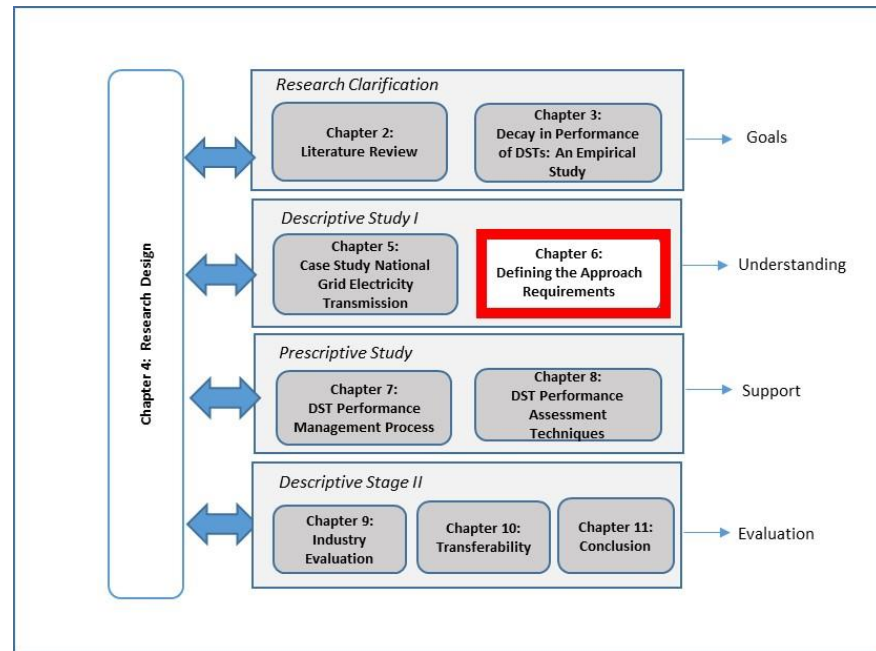 Chapter 4: Research Design
Research Clarification
Chapter 2:
Literature Review
Chapter 3:
Decay in Performance
of DSTs: An Empirical
Study
Goals
Descriptive Study I
Chapter 5:
Case Study National
Grid Electricity
Transmission
Chapter 6:
Defining the Approach
Requirements
Understanding
Prescriptive Study
Chapter 7:
DST Performance
Management Process
Chapter 8:
DST Performance
Assessment
Techniques
Support
Descriptive Stage II
Chapter 9:
Industry
Evaluation
Chapter 10:
Transferability
Chapter 11:
Conclusion
Evaluation